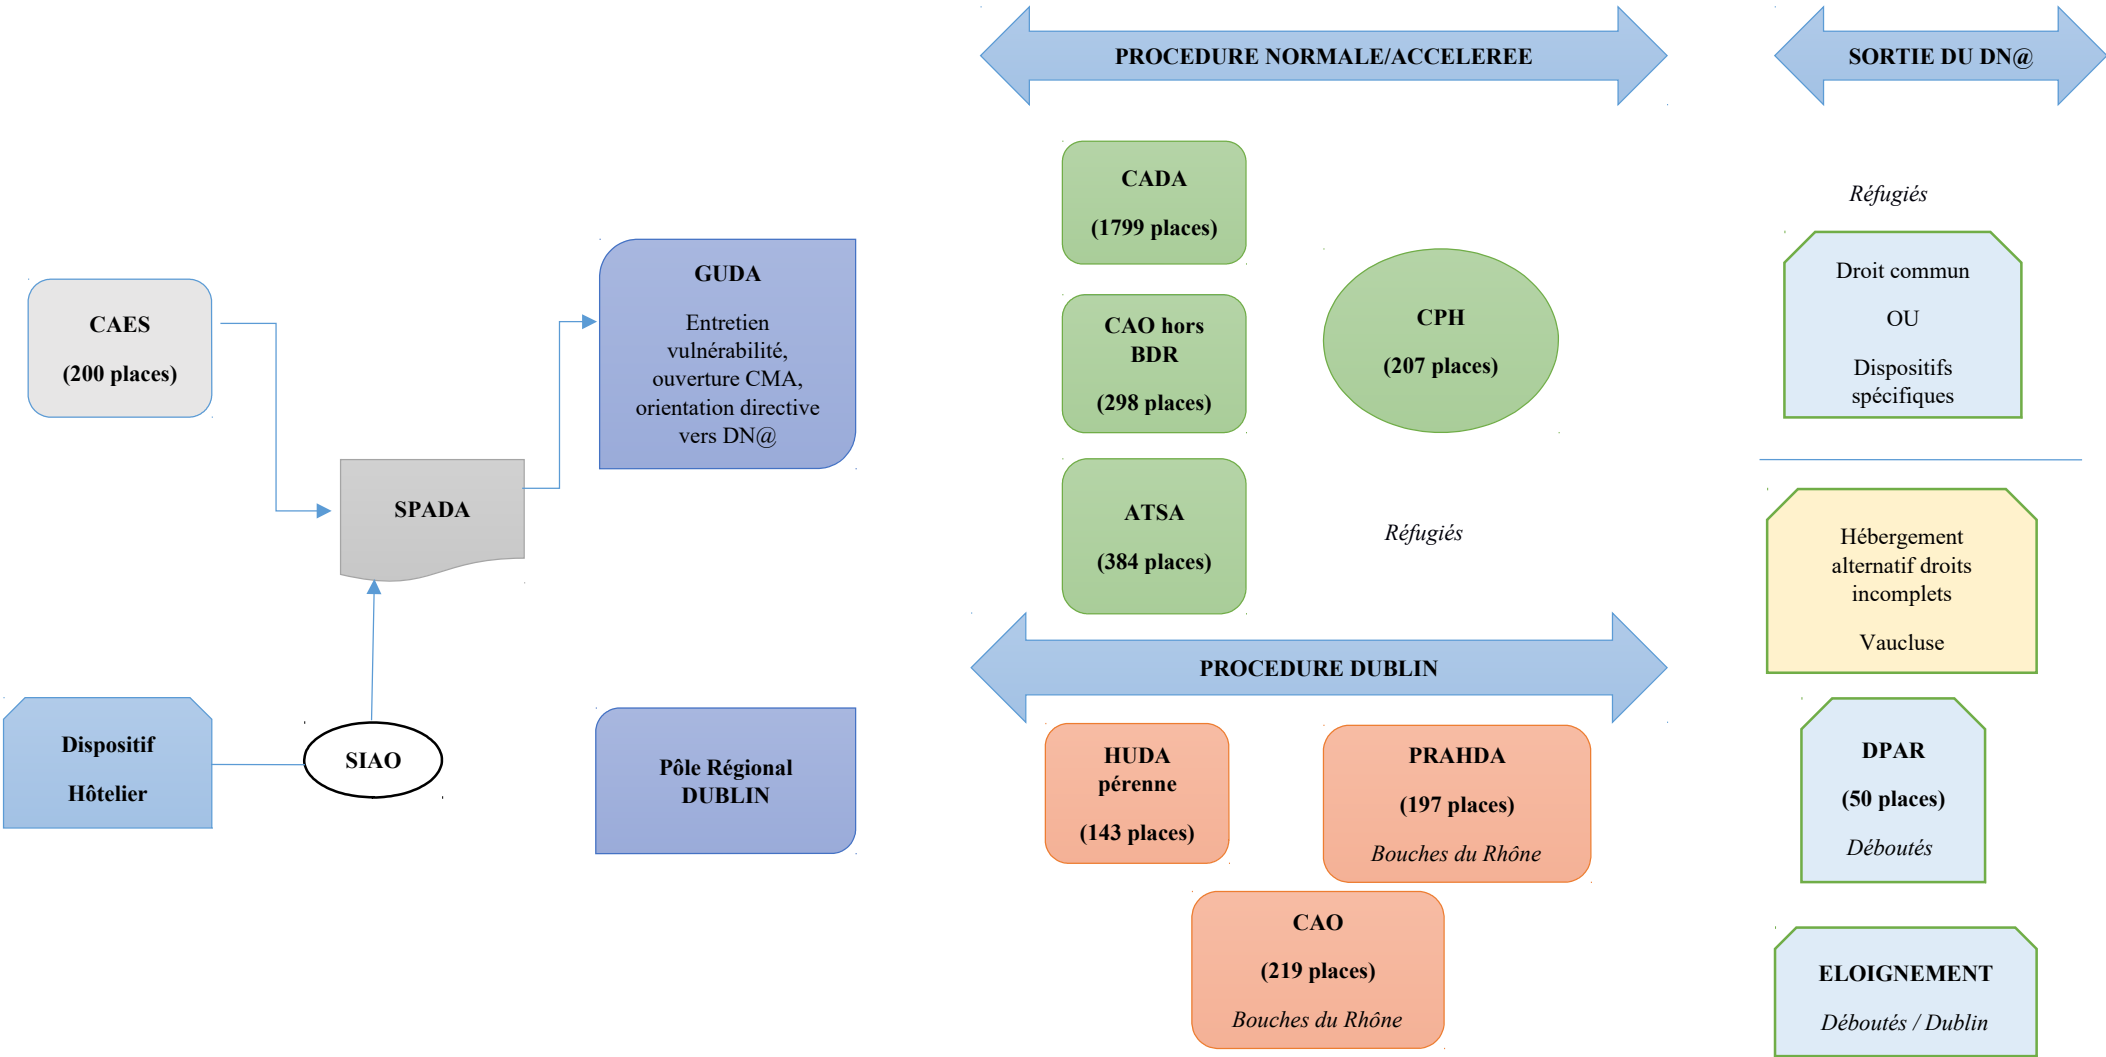 PROCEDURE NORMALE/ACCELEREE
SORTIE DU DN@
CAES
(200 places)
SPADA
GUDA
Entretien
vulnérabilité,
ouverture CMA,
orientation directive
vers DN@
Dispositif
Hôtelier
SIAO
Pôle Régional
DUBLIN
CADA
(1799 places)
CAO hors
BDR
(298 places)
ATSA
(384 places)
CPH
(207 places)
Réfugiés
PROCEDURE DUBLIN
HUDA
pérenne
(143 places)
PRAHDA
(197 places)
Bouches du Rhône
CAO
(219 places)
Bouches du Rhône
Réfugiés
Droit commun
OU
Dispositifs
spécifiques
Hébergement
alternatif droits
incomplets
Vaucluse
DPAR
(50 places)
Déboutés
ELOIGNEMENT
Déboutés / Dublin